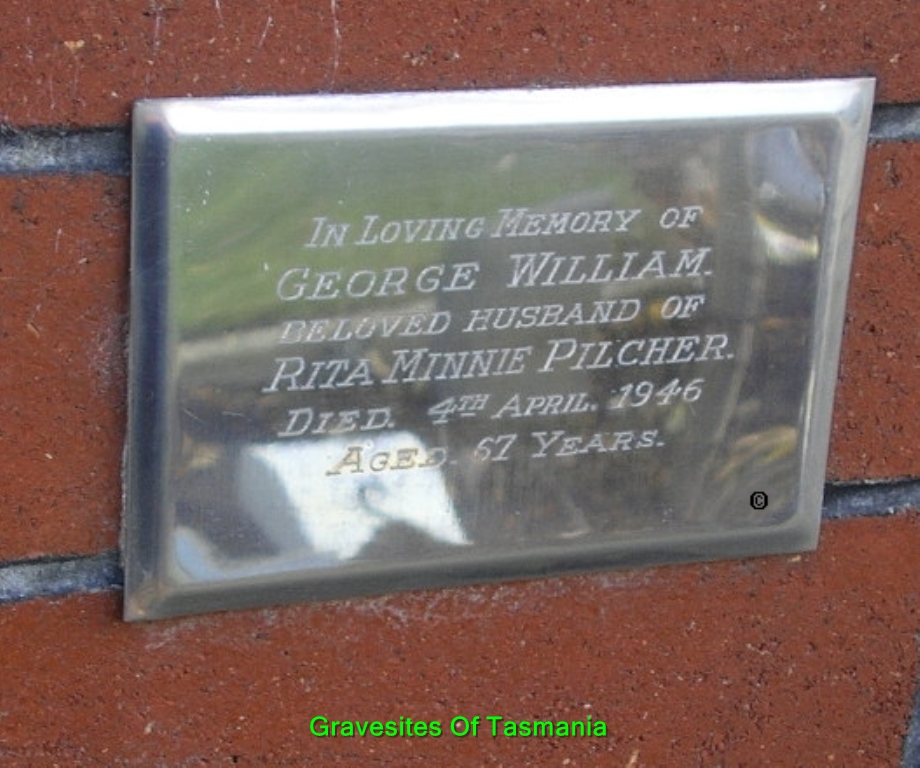 In Loving Memory of
George William.
beloved husband of
Rita Minnie Pilcher.
Died. 4th April. 1946
Aged. 67 Years.
©
Gravesites Of Tasmania